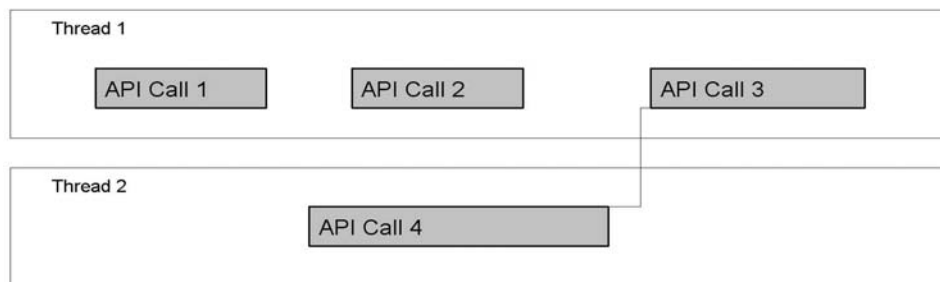 Thread 1
API Call 1
API Call 2
API Call 3
Thread 2
API Call 4